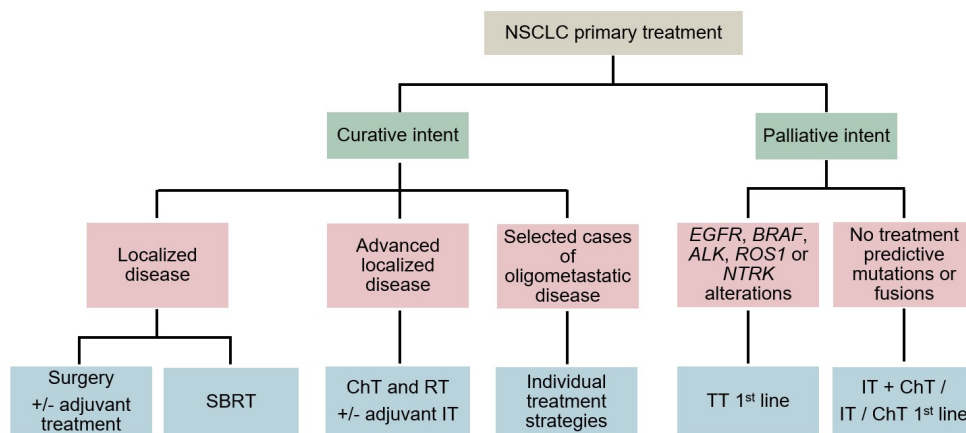 NSCLC primary treatment
Curative intent
Palliative intent
Localized
disease
Advanced
localized
disease
Selected cases
of
oligometastatic
disease
EGFR, BRAF,
ALK, ROS1 or
NTRK
alterations
No treatment
predictive
mutations or
fusions
Surgery
+/- adjuvant
treatment
SBRT
ChT and RT
+/- adjuvant IT
Individual
treatment
strategies
TT 1st line
IT + ChT /
IT / ChT 1st line